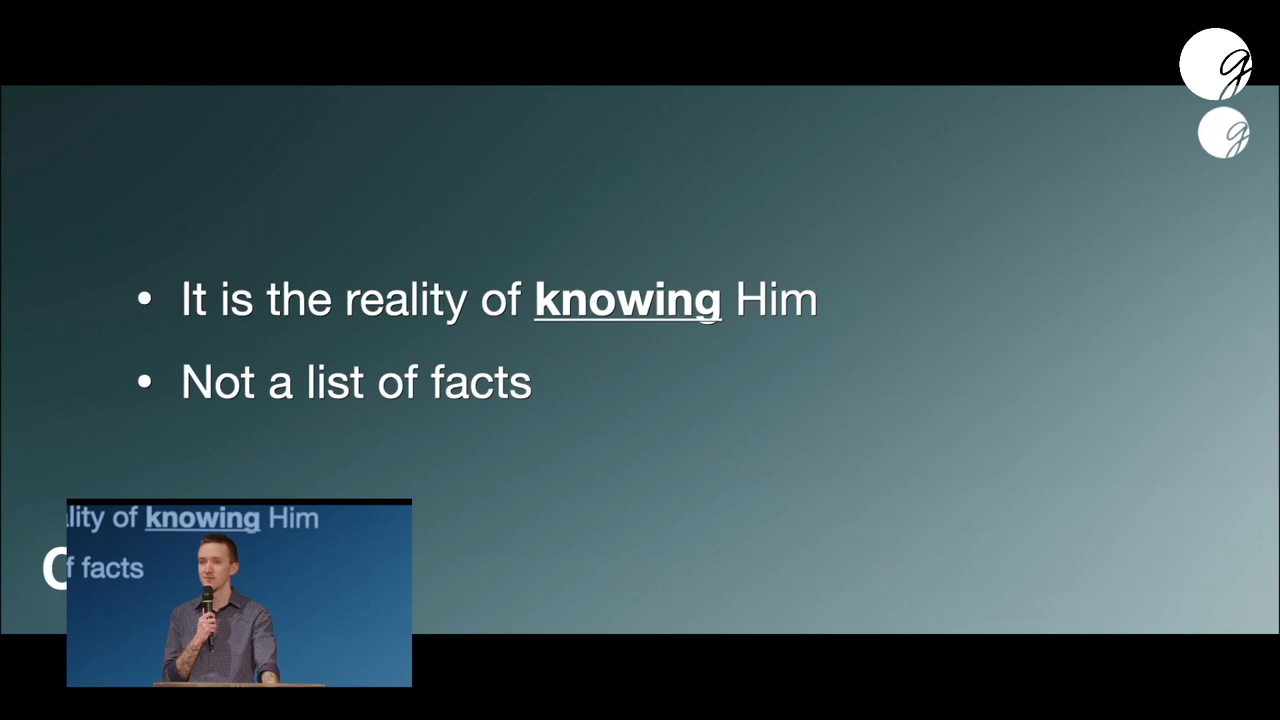 g
g
• It is the reality of knowing Him
• Not a list of facts
lity of knowing Him
f facts
C